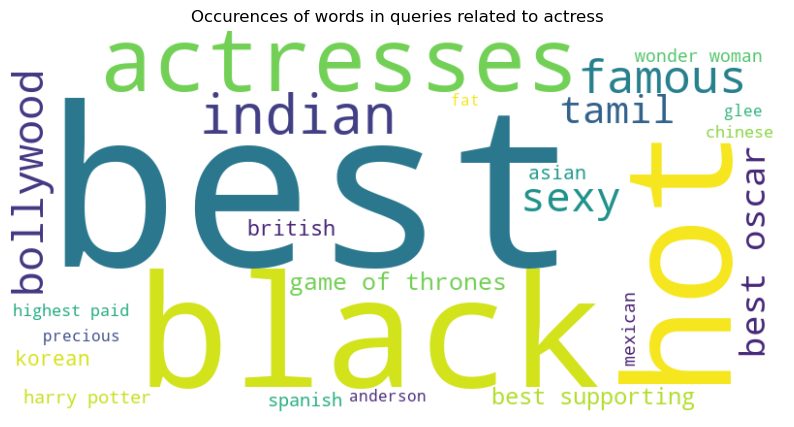 Occurences of words in queries related to actress
actresses
wonder woman
famous
bollywood
indian
fat
tamil
glee
chinese
best
hot
asian
sexy
best oscar
british
black
game of thrones
highest paid
mexican
precious
korean
harry potter
spanish
anderson
best supporting